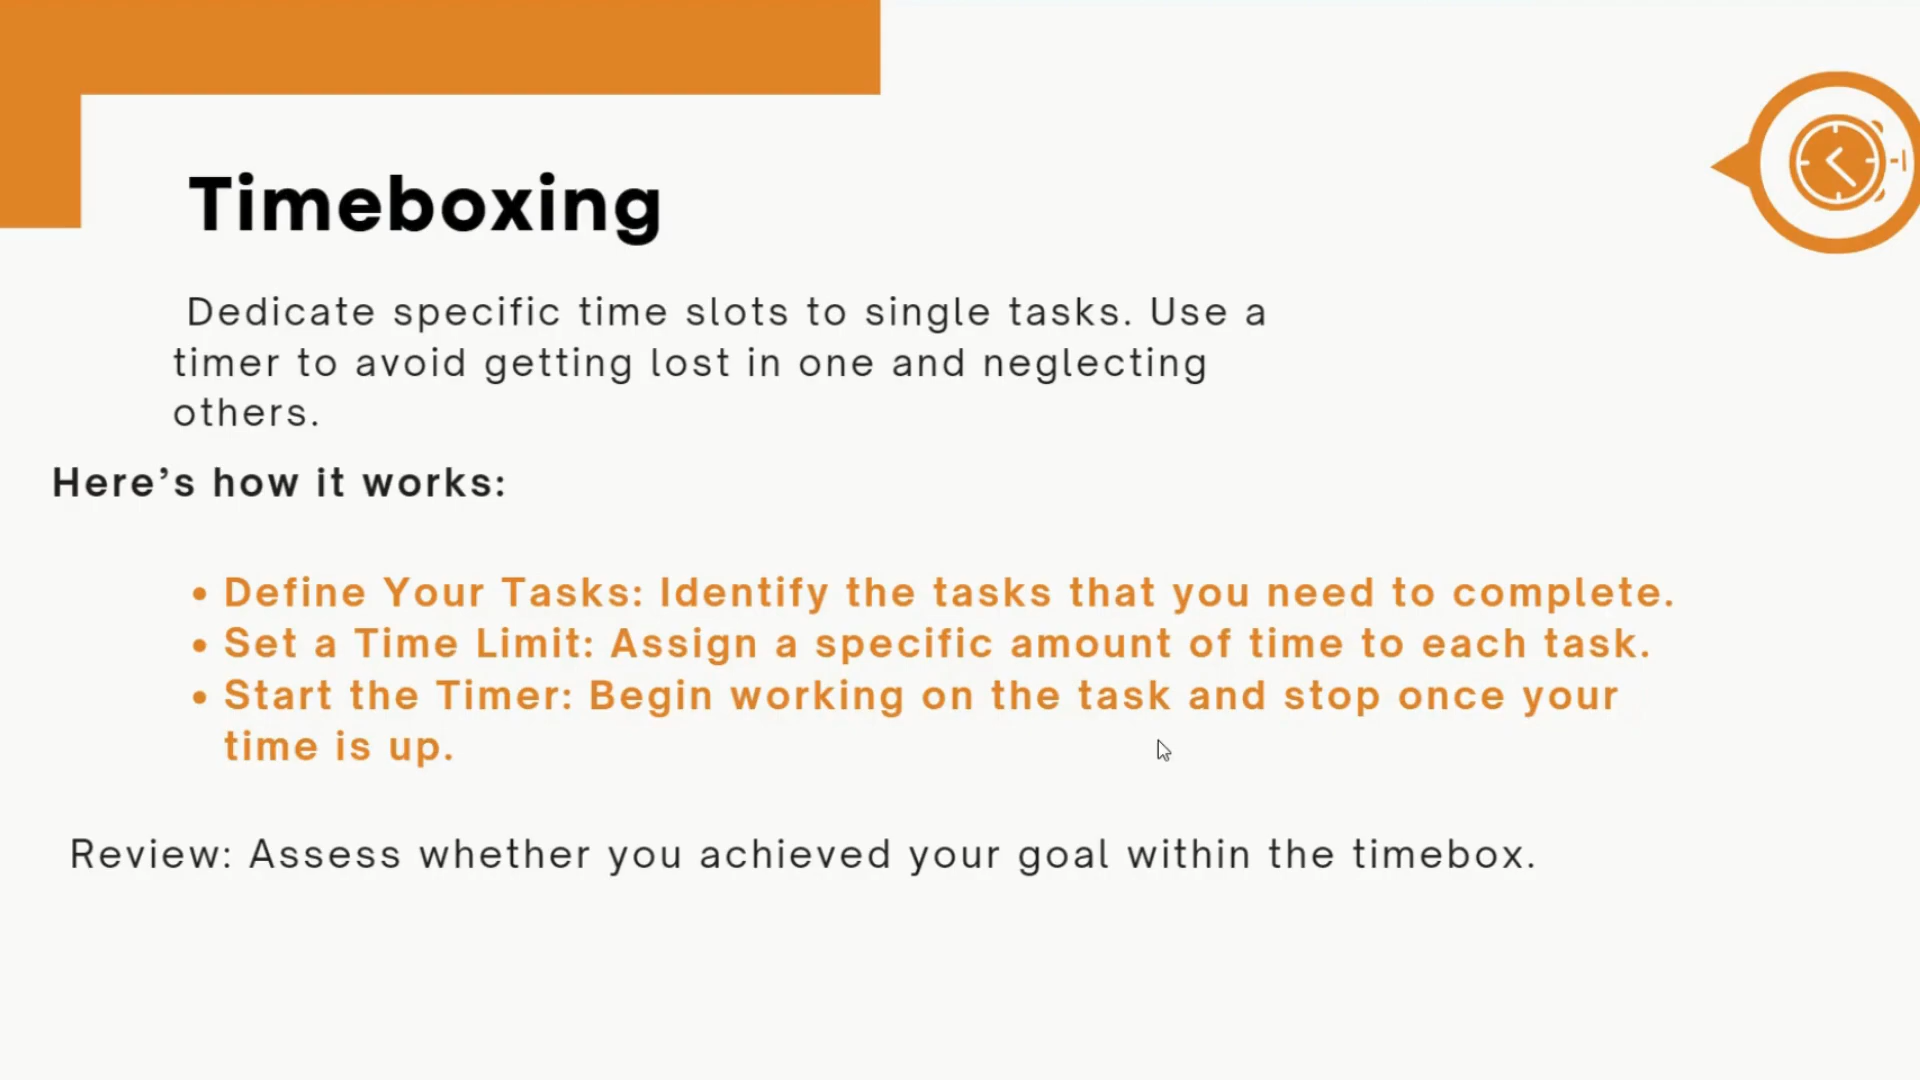 Timeboxing
Dedicate specific time slots to single tasks. Use a
timer to avoid getting lost in one and neglecting
others.
Here’s how it works:
• Define Your Tasks: Identify the tasks that you need to complete.
• Set a Time Limit: Assign a specific amount of time to each task.
• Start the Timer: Begin working on the task and stop once your
time is up.
Review: Assess whether you achieved your goal within the timebox.